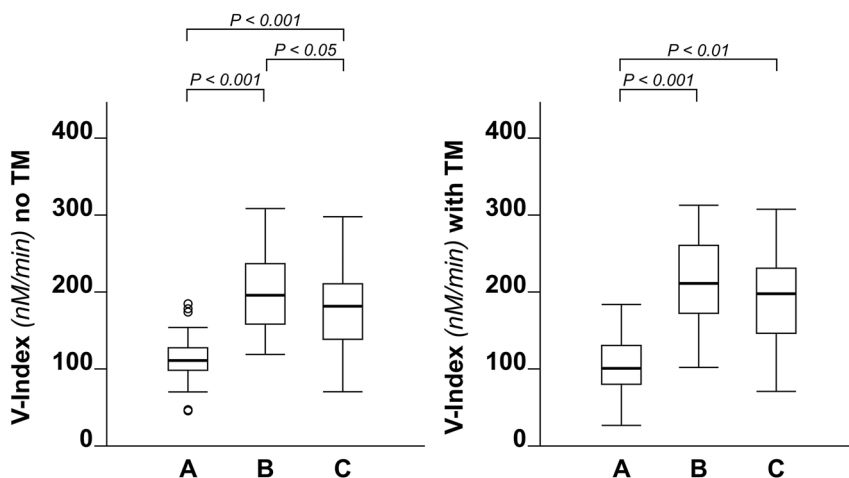 P < 0.001
P < 0.05
P < 0.001
V-Index (nM/min) no TM
400
300
200
100
0
A B C
P < 0.01
P < 0.001
V-Index (nM/min) with TM
400
300
200
100
0
A B C